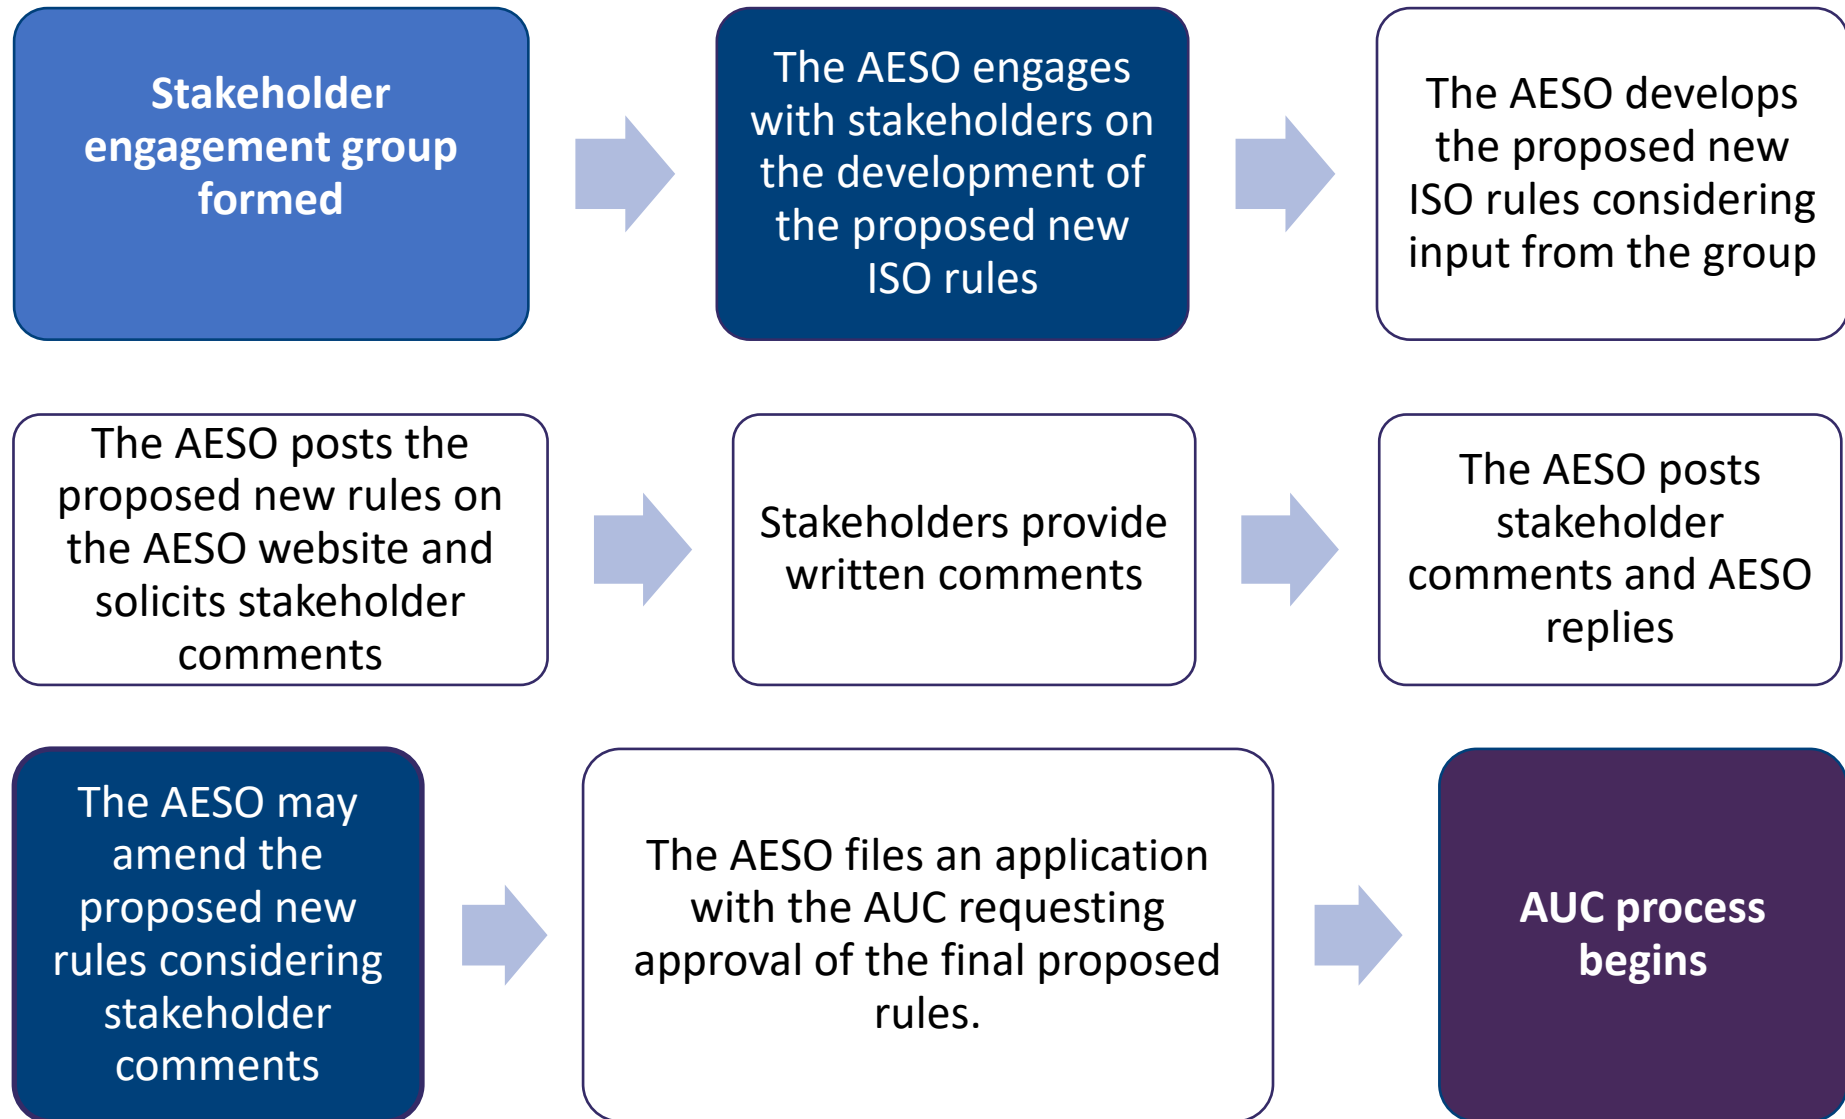 Stakeholder
engagement group
formed
The AESO engages
with stakeholders on
the development of
the proposed new
ISO rules
The AESO develops
the proposed new
ISO rules considering
input from the group
The AESO posts the
proposed new rules on
the AESO website and
solicits stakeholder
comments
Stakeholders provide
written comments
The AESO posts
stakeholder
comments and AESO
replies
The AESO may
amend the
proposed new
rules considering
stakeholder
comments
The AESO files an application
with the AUC requesting
approval of the final proposed
rules.
AUC process
begins